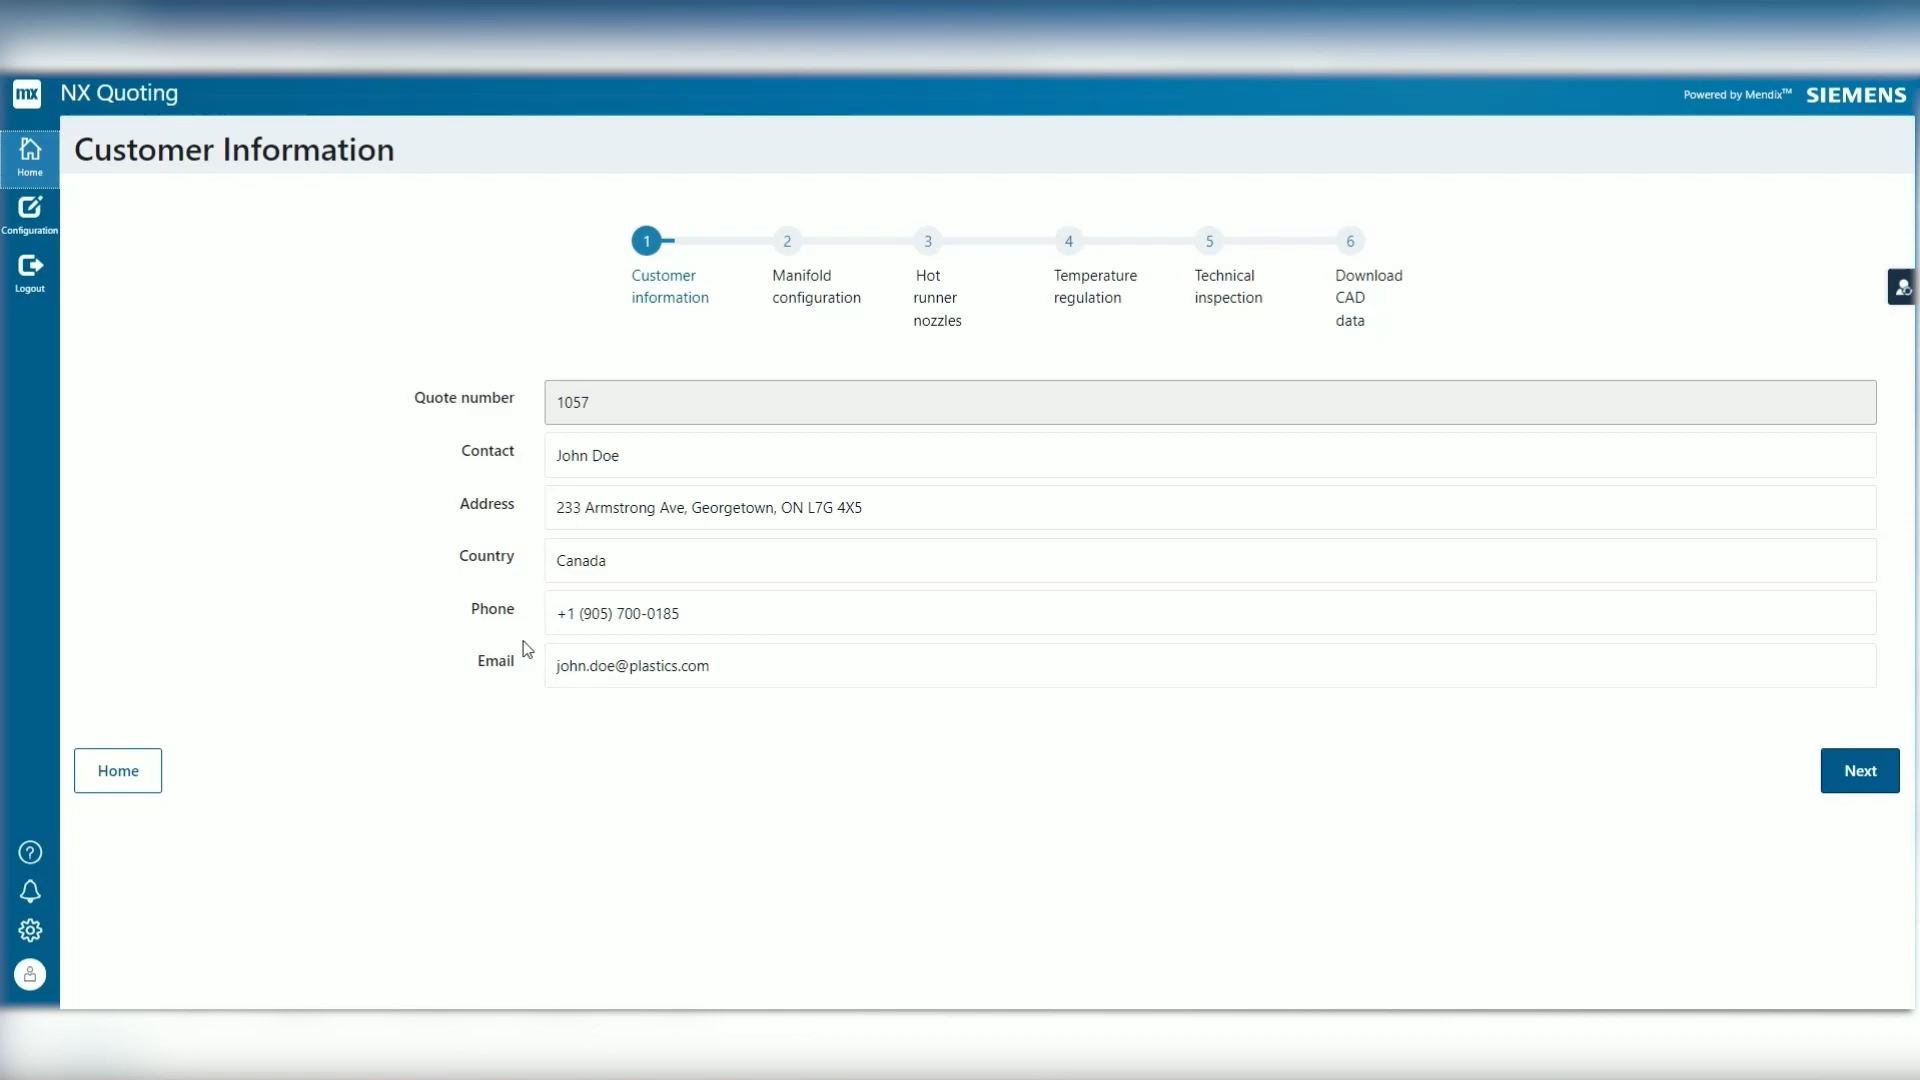 mx NX Quoting
Powered by Mendix™ SIEMENS
Home
Configuration
Logout
Customer Information
1 2 3 4 5 6
Customer
information
Manifold
configuration
Hot
runner
nozzles
Temperature
regulation
Technical
inspection
Download
CAD
data
Quote number 1057
Contact John Doe
Address 233 Armstrong Ave, Georgetown, ON L7G 4X5
Country Canada
Phone +1 (905) 700-0185
Email john.doe@plastics.com
Home Next
?